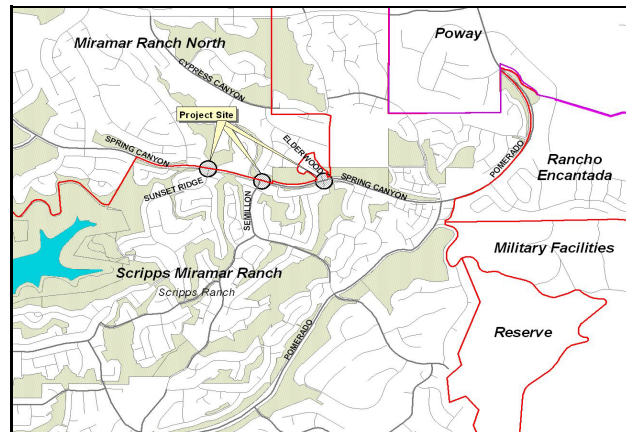 Miramar Ranch North
Poway
CYPRESS CANYON
Project Site
SPRING CANYON
ELDERWOOD
SPRING CANYON
POMERADO
Rancho
Encantada
SUNSET RIDGE
SEMILLON
Military Facilities
Scripps Miramar Ranch
Scripps Ranch
POMERADO
Reserve